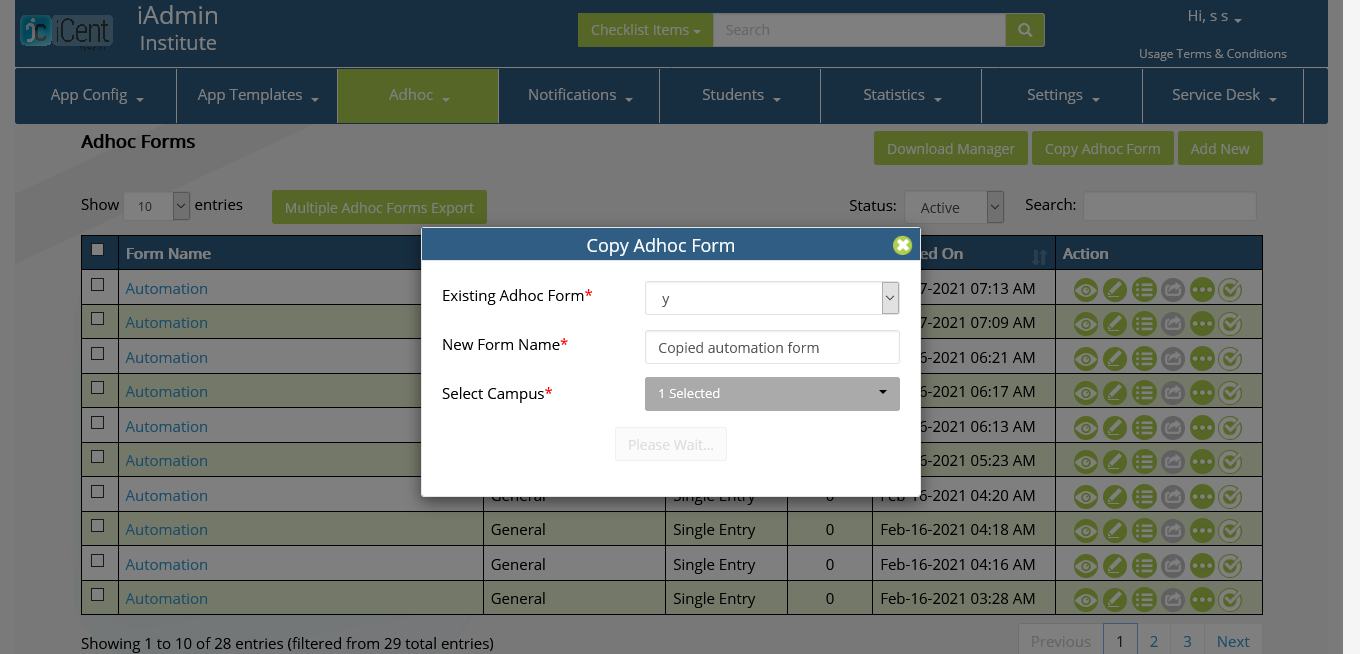 iCent
iAdmin
Institute
Checklist Items
Search
Hi, s s
Usage Terms & Conditions
App Config
App Templates
Adhoc
Notifications
Students
Statistics
Settings
Service Desk
Adhoc Forms
Download Manager
Copy Adhoc Form
Add New
Show 10 entries
Multiple Adhoc Forms Export
Status: Active
Search:
Copy Adhoc Form
Existing Adhoc Form* y
New Form Name* Copied automation form
Select Campus* 1 Selected
Please Wait...
Form Name ed On Action
Automation 7-2021 07:13 AM
Automation 7-2021 07:09 AM
Automation 6-2021 06:21 AM
Automation 6-2021 06:17 AM
Automation 6-2021 06:13 AM
Automation 6-2021 05:23 AM
Automation General Single Entry 0 Feb-16-2021 04:20 AM
Automation General Single Entry 0 Feb-16-2021 04:18 AM
Automation General Single Entry 0 Feb-16-2021 04:16 AM
Automation General Single Entry 0 Feb-16-2021 03:28 AM
Showing 1 to 10 of 28 entries (filtered from 29 total entries)
Previous 1 2 3 Next